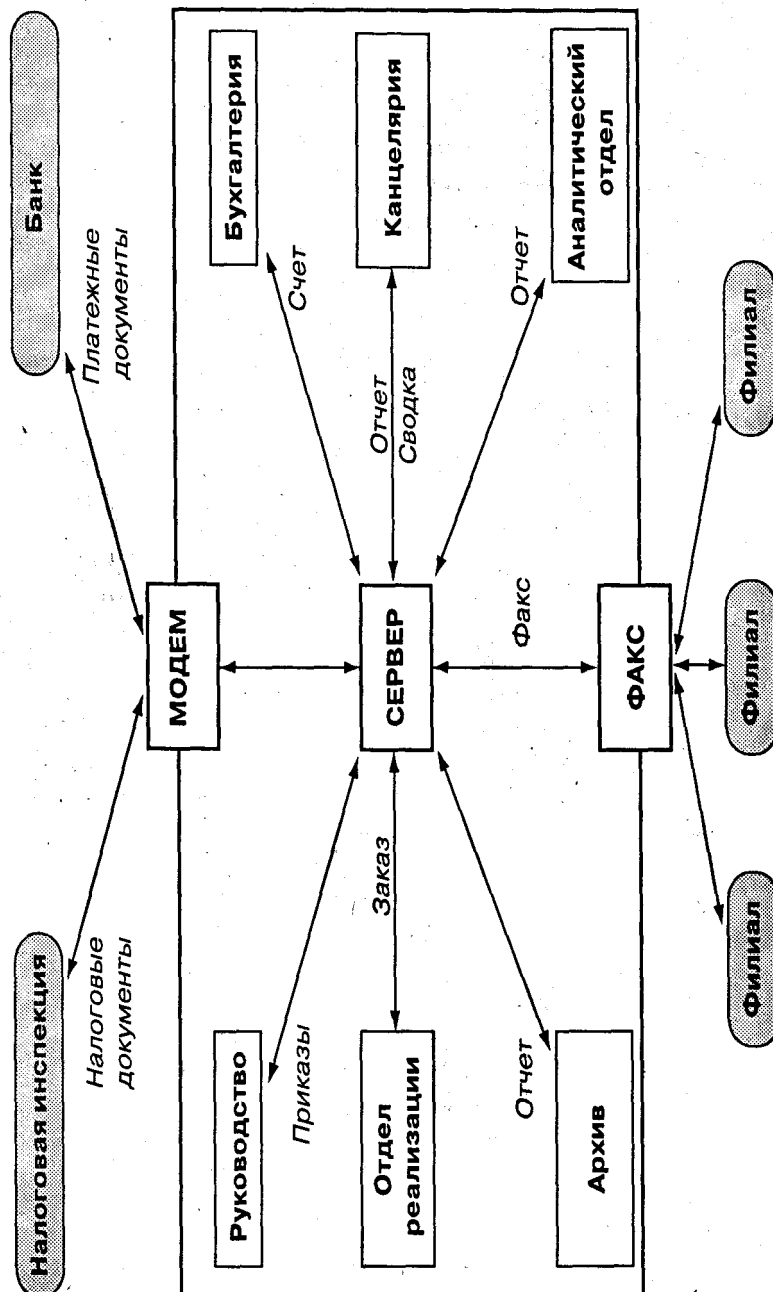 Налоговая инспекция
Банк
Налоговые
документы
Платежные
документы
МОДЕМ
Руководство
Бухгалтерия
Приказы
Счет
Отдел
реализации
Заказ
СЕРВЕР
Отчет
Сводка
Канцелярия
Архив
Отчет
Факс
Отчет
Аналитический
отдел
ФАКС
Филиал
Филиал
Филиал